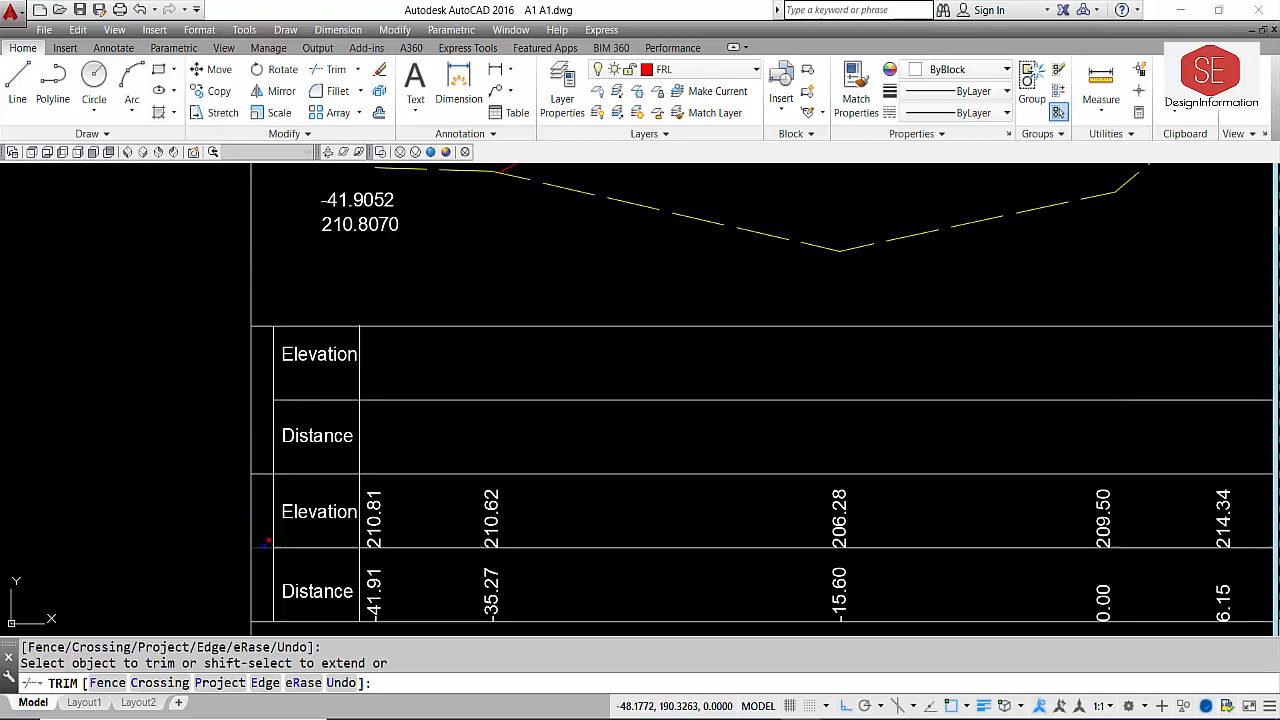 Autodesk AutoCAD 2016 A1 A1.dwg
Type a keyword or phrase
Sign In
File Edit View Insert Format Tools Draw Dimension Modify Parametric Window Help Express
Home Insert Annotate Parametric View Manage Output Add-ins A360 Express Tools Featured Apps BIM 360 Performance
Line Polyline Circle Arc
Move Rotate Trim
Copy Mirror Fillet
Stretch Scale Array
Text Dimension Table
Layer Properties
FRL
Make Current
Match Layer
Insert
Match Properties
ByBlock
ByLayer
ByLayer
Group
Measure
SE
DesignInformation
Draw Modify Annotation Layers Block Properties Groups Utilities Clipboard View
-41.9052
210.8070
Elevation
Distance
Elevation 210.81 210.62 206.28 209.50 214.34
Distance -41.91 -35.27 -15.60 0.00 6.15
Y
X
[Fence/Crossing/Project/Edge/eRase/Undo]:
Select object to trim or shift-select to extend or
TRIM [Fence Crossing Project Edge eRase Undo]:
Model Layout1 Layout2 +
-48.1772, 190.3263, 0.0000 MODEL 1:1